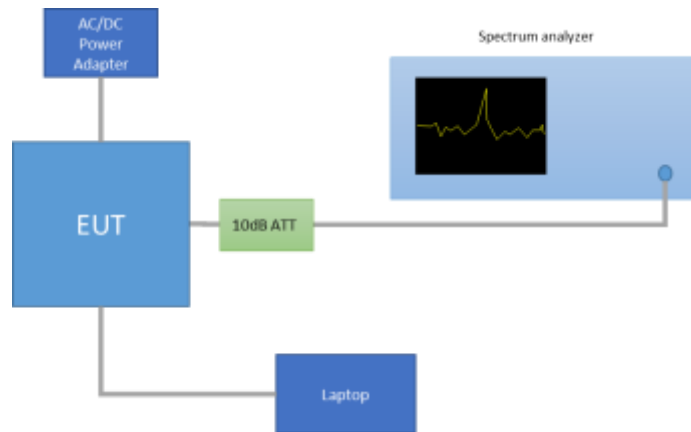 AC/DC
Power
Adapter
Spectrum analyzer
EUT
10dB ATT
Laptop